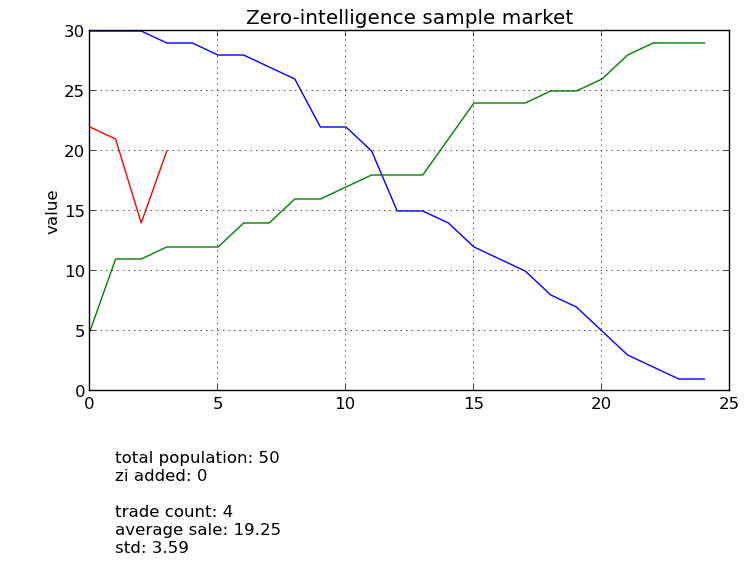 Zero-intelligence sample market
30
25
20
15
10
5
0
value
0 5 10 15 20 25
total population: 50
zi added: 0
trade count: 4
average sale: 19.25
std: 3.59